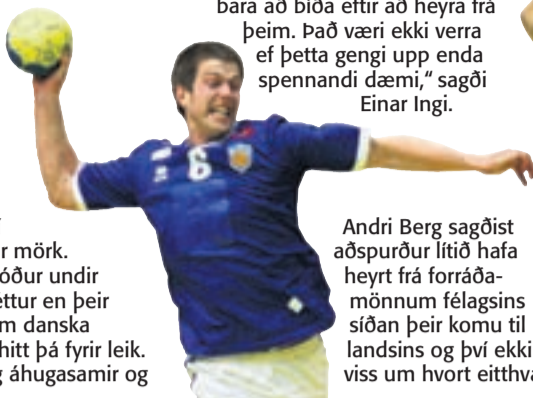 bara að bíða eftir að heyra frá
þeim. Það væri ekki verra
ef þetta gengi upp enda
spennandi dæmi,“ sagði
Einar Ingi.
6
r mörk.
óður undir
éttur en þeir
m danska
hitt þá fyrir leik.
g áhugasamir og
Andri Berg sagðist
aðspurður lítið hafa
heyrt frá forráða-
mönnum félagsins
síðan þeir komu til
landsins og því ekki
viss um hvort eitthva